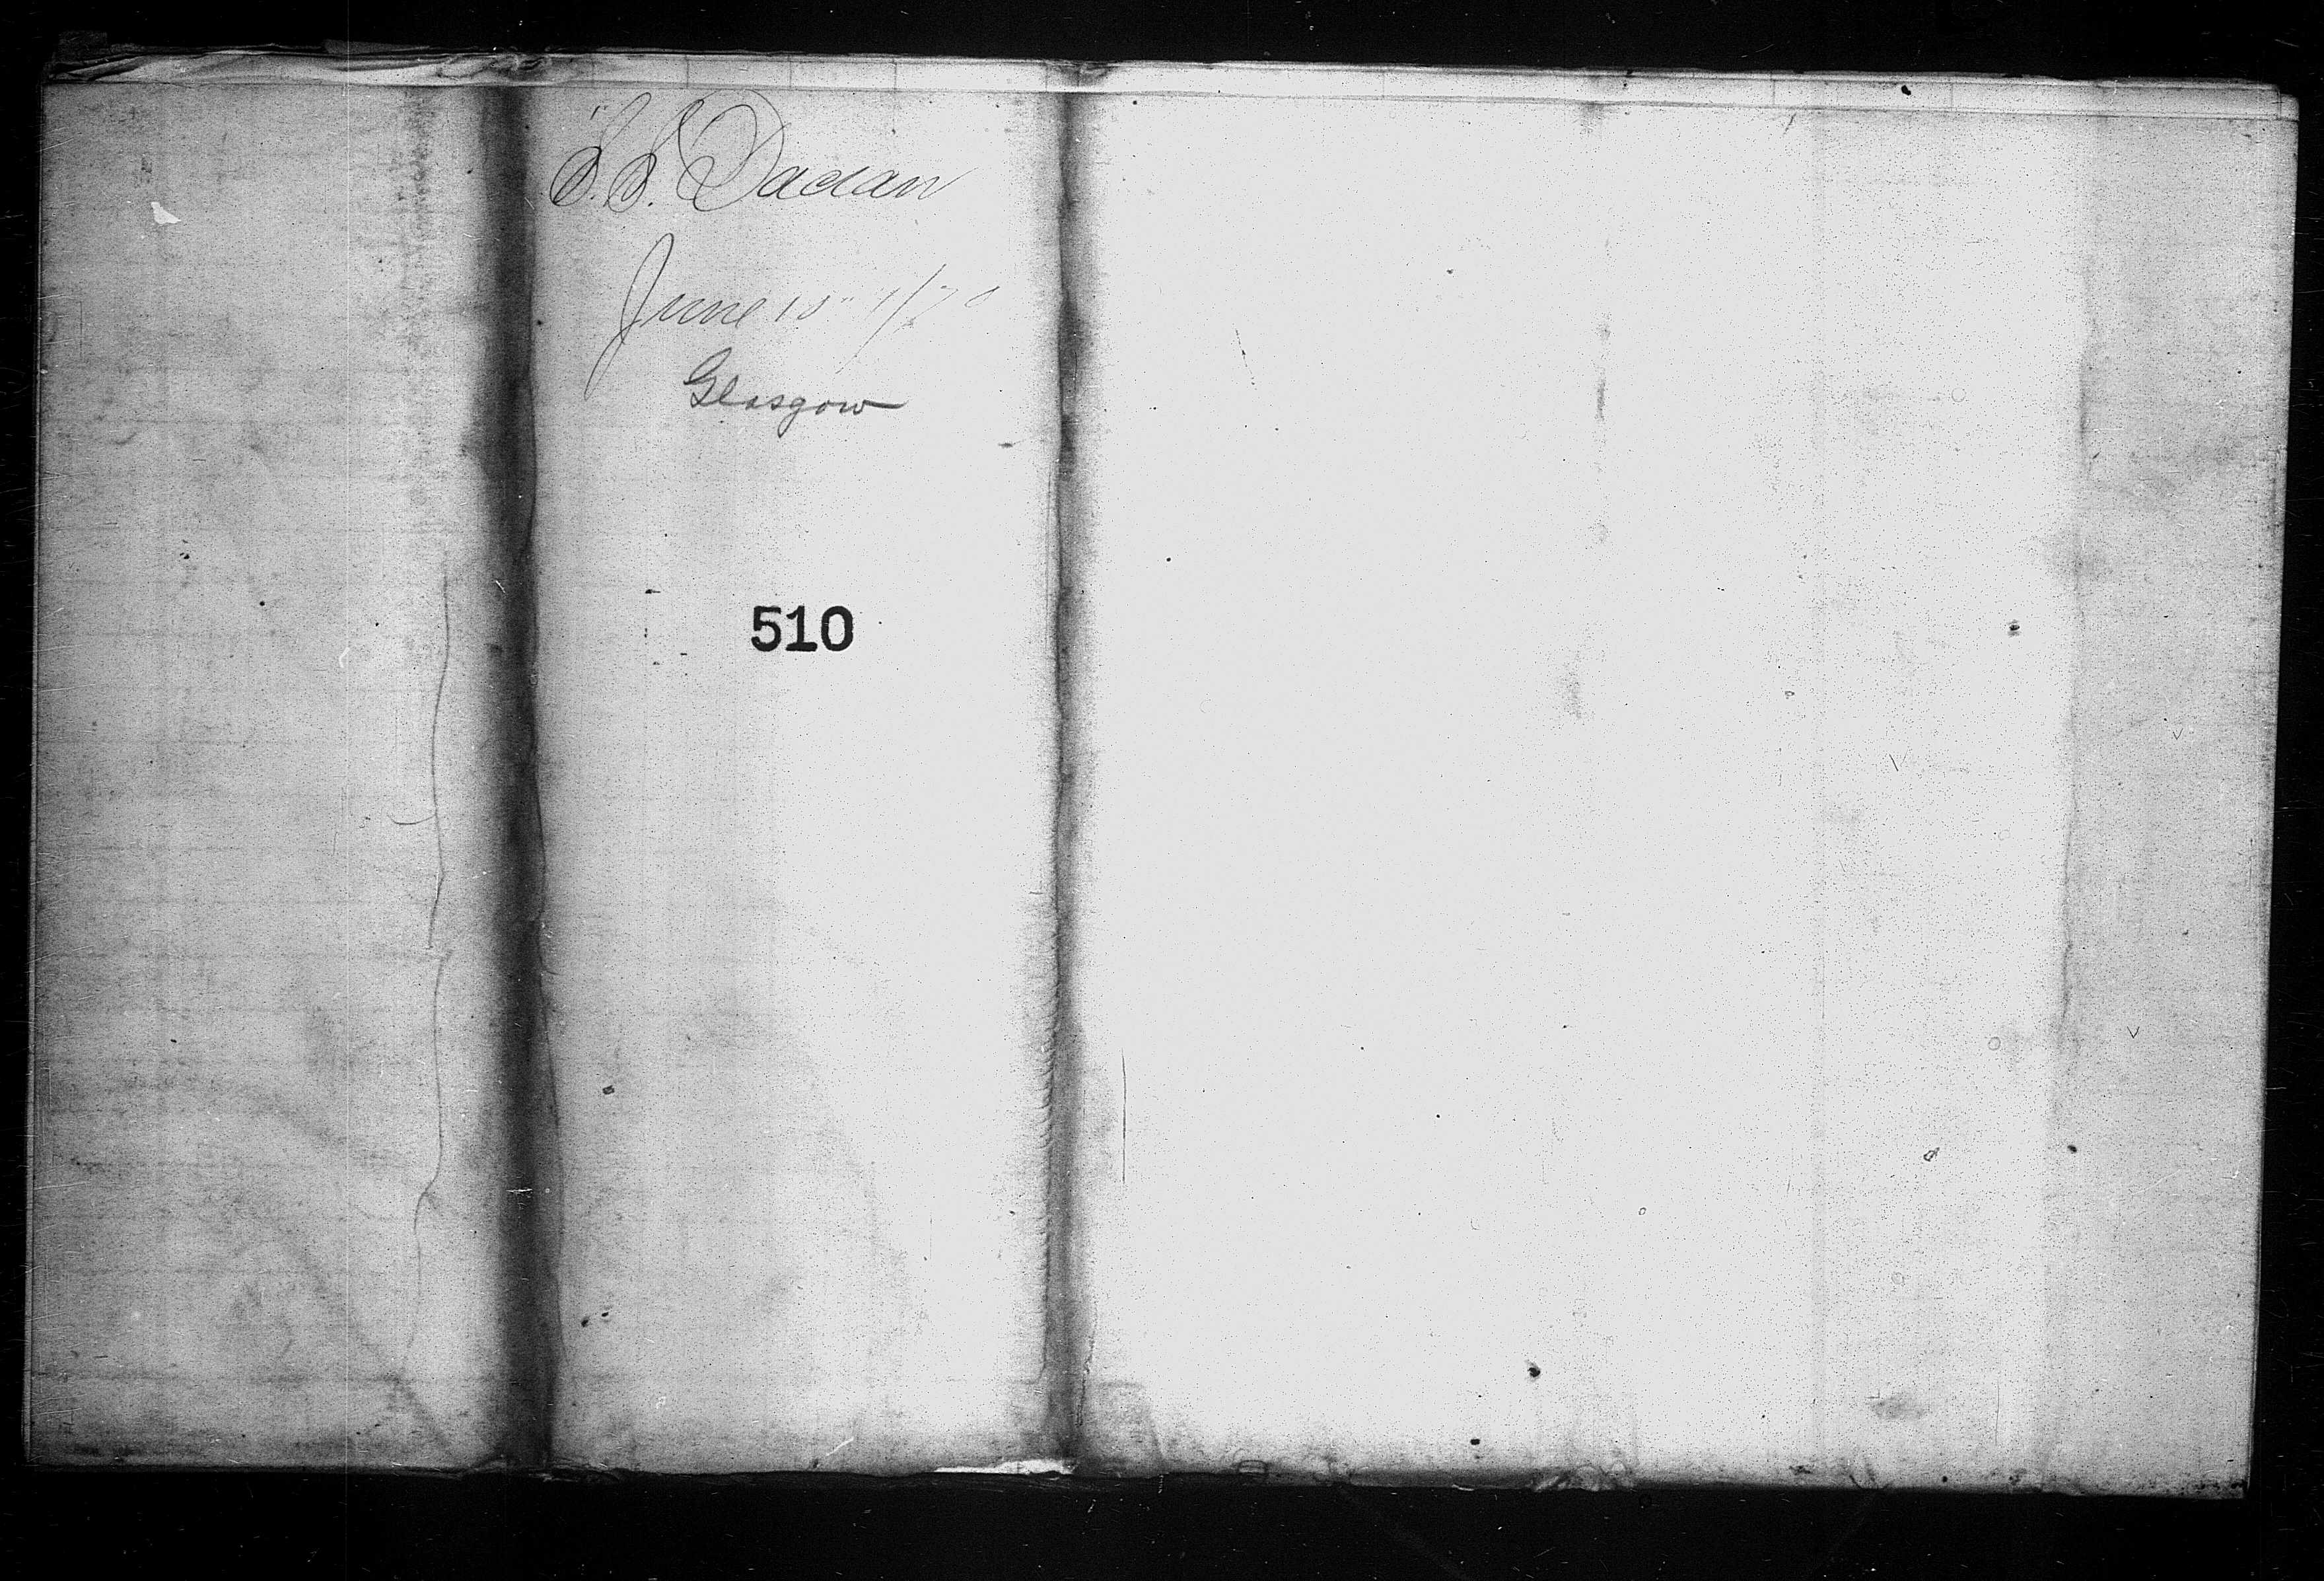 "S. S. Dacian
June 10" 1/70
Glasgow
510